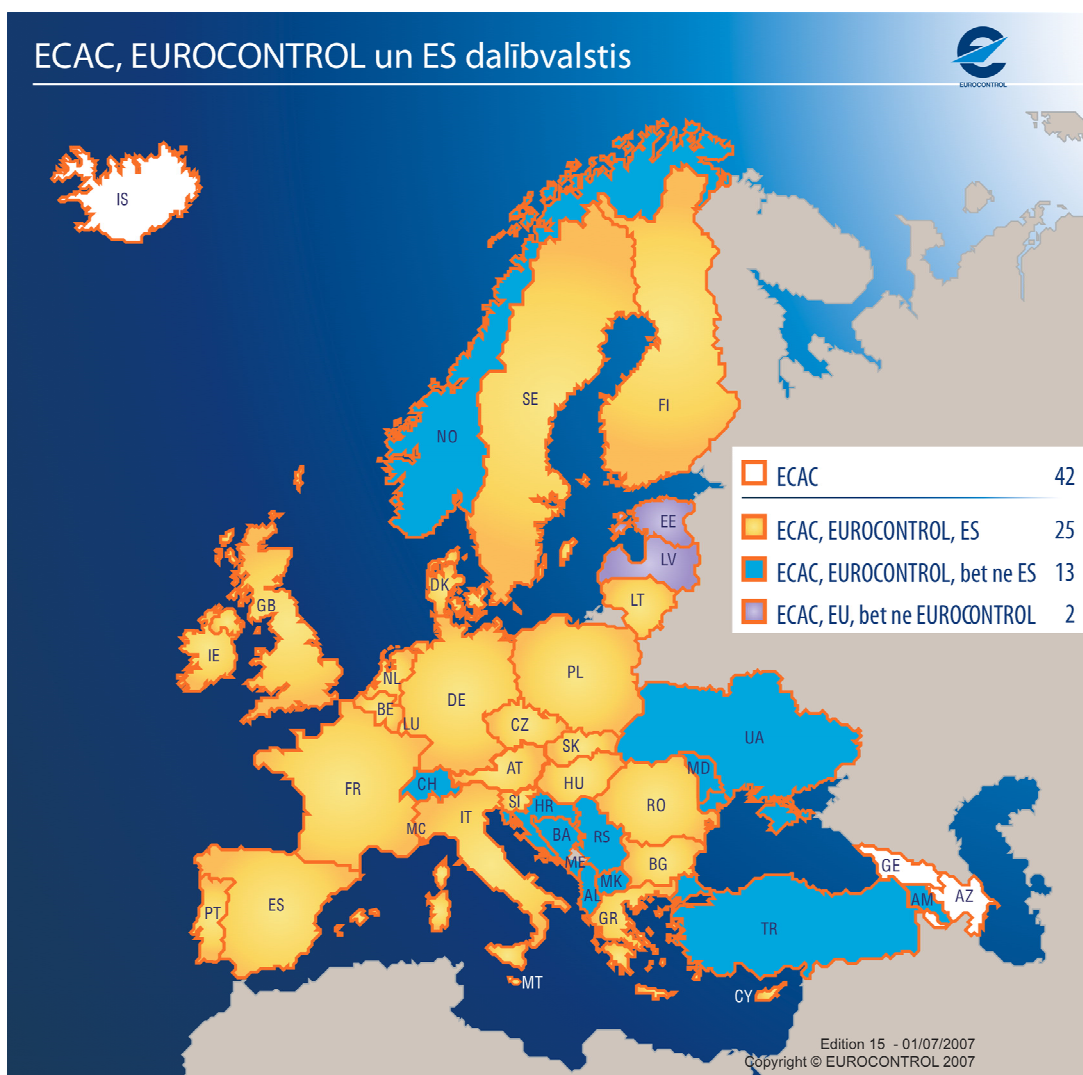 ECAC, EUROCONTROL un ES dalībvalstis
EUROCONTROL
IS
SE
FI
NO
ECAC 42
ECAC, EUROCONTROL, ES 25
ECAC, EUROCONTROL, bet ne ES 13
ECAC, EU, bet ne EUROCONTROL 2
EE
LV
LT
DK
GB
IE
NL
PL
DE
BE
LU
CZ
UA
SK
AT
MD
HU
CH
FR
SI
HR
RO
IT
MC
BA
RS
ME
BG
GE
MK
AL
AM
AZ
ES
PT
GR
TR
MT
CY
Edition 15 - 01/07/2007
Copyright © EUROCONTROL 2007